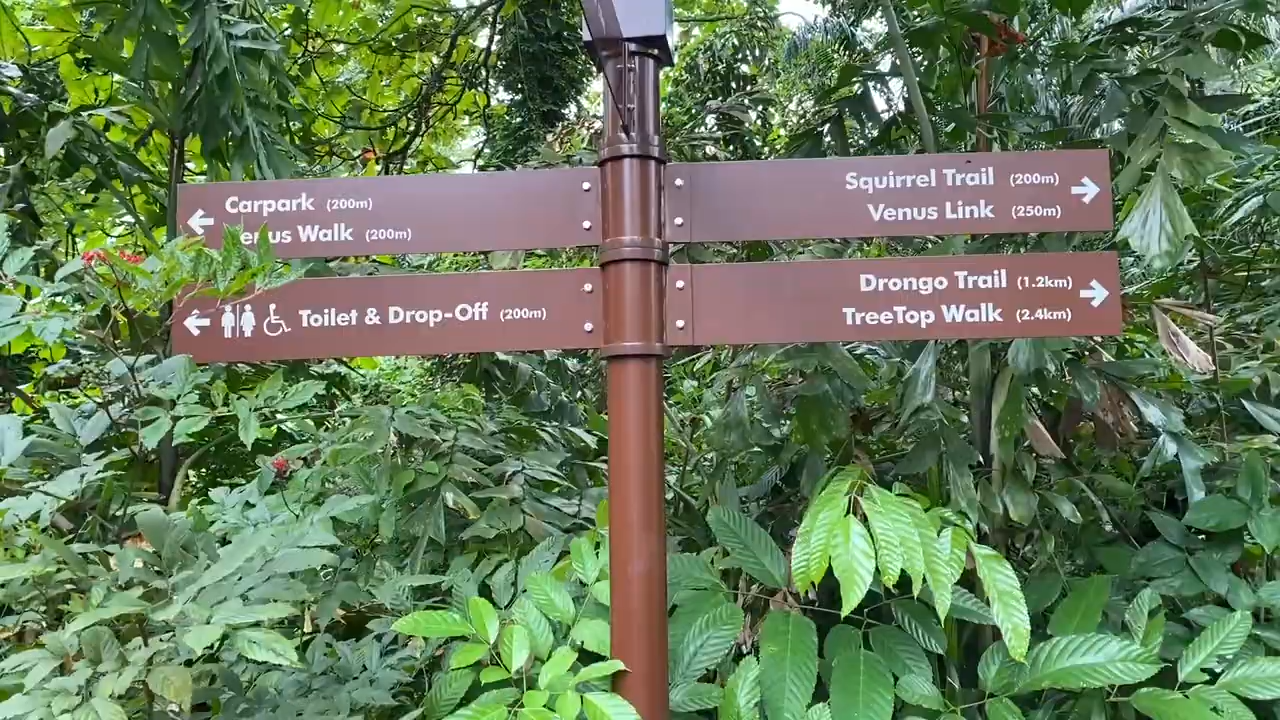 Carpark (200m)
Venus Walk (200m)
Toilet & Drop-Off (200m)
Squirrel Trail (200m)
Venus Link (250m)
Drongo Trail (1.2km)
TreeTop Walk (2.4km)